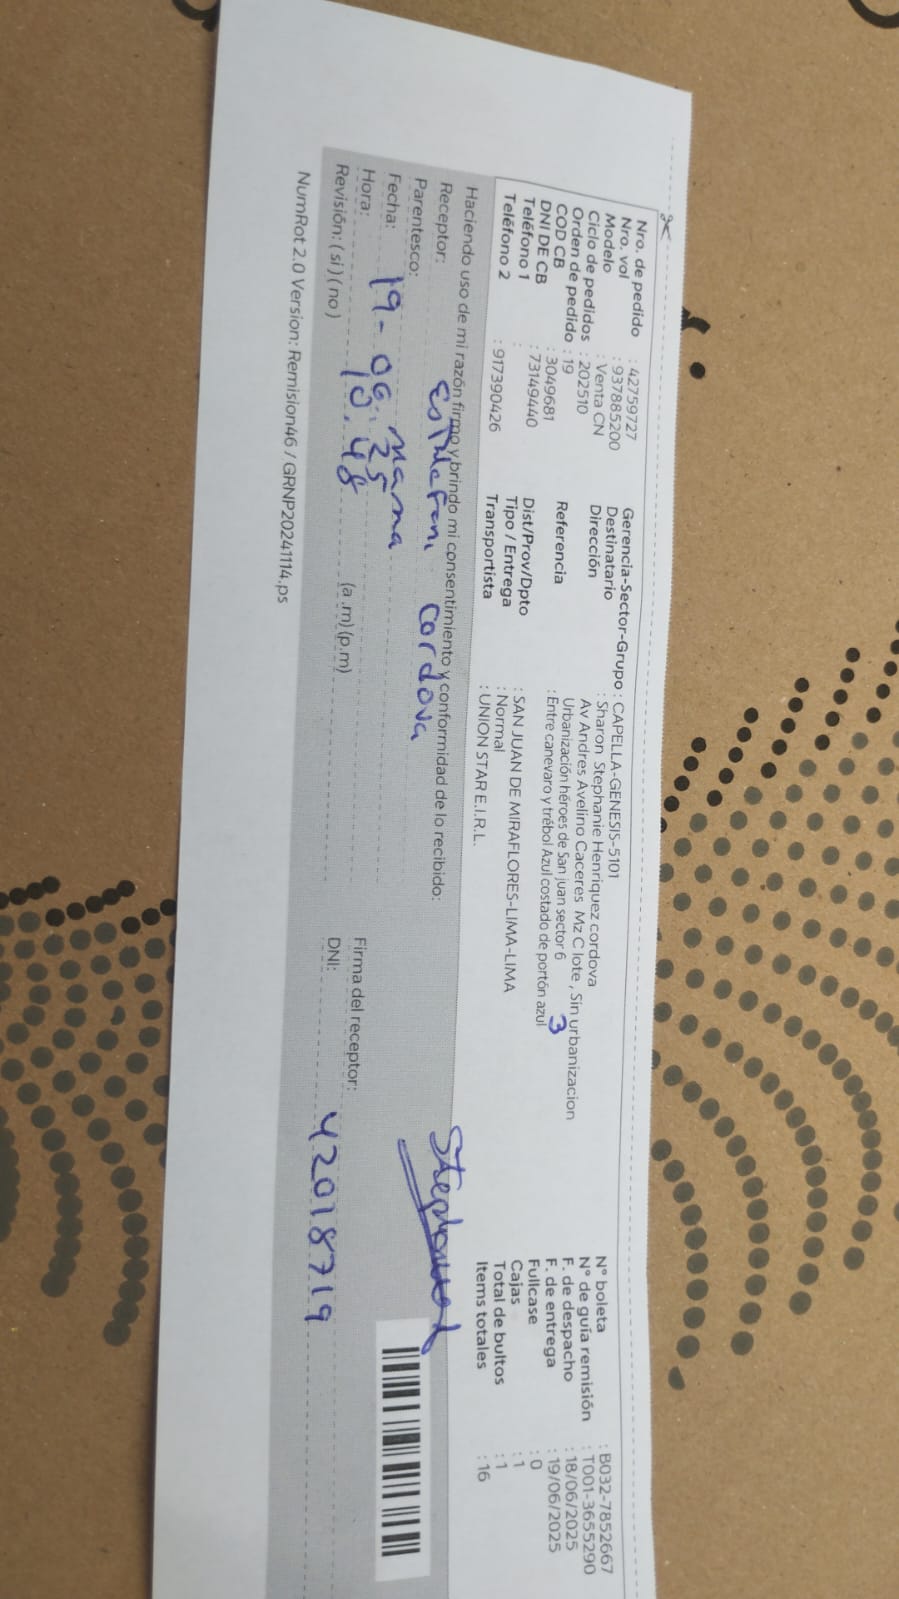 Nro. de pedido : 42759727
Nro. vol : 937885200
Modelo : Venta CN
Ciclo de pedidos : 202510
Orden de pedido : 19
COD CB : 3049681
DNI DE CB : 73149440
Teléfono 1 :
Teléfono 2 : 917390426
Gerencia-Sector-Grupo : CAPELLA-GENESIS-5101
Destinatario : Sharon Stephanie Henriquez cordova
Dirección Av Andres Avelino Caceres Mz C lote , Sin urbanizacion
Urbanización héroes de San juan sector 6 3
Referencia : Entre canevaro y trébol Azul costado de portón azul
Dist/Prov/Dpto : SAN JUAN DE MIRAFLORES-LIMA-LIMA
Tipo / Entrega : Normal
Transportista : UNION STAR E.I.R.L.
N° boleta : B032-7852667
N° de guía remisión : T001-3655290
F. de despacho : 18/06/2025
F. de entrega : 19/06/2025
Fullcase : 0
Cajas : 1
Total de bultos : 1
Items totales : 16
Haciendo uso de mi razón firmo y brindo mi consentimiento y conformidad de lo recibido:
Receptor: Cordova
Parentesco: mama
Fecha: 19-06.25
Hora: 10.48 (a.m) (p.m)
Revisión: (si) (no)
Firma del receptor:
DNI: 42018719
NumRot 2.0 Version: Remision46 / GRNP20241114.ps